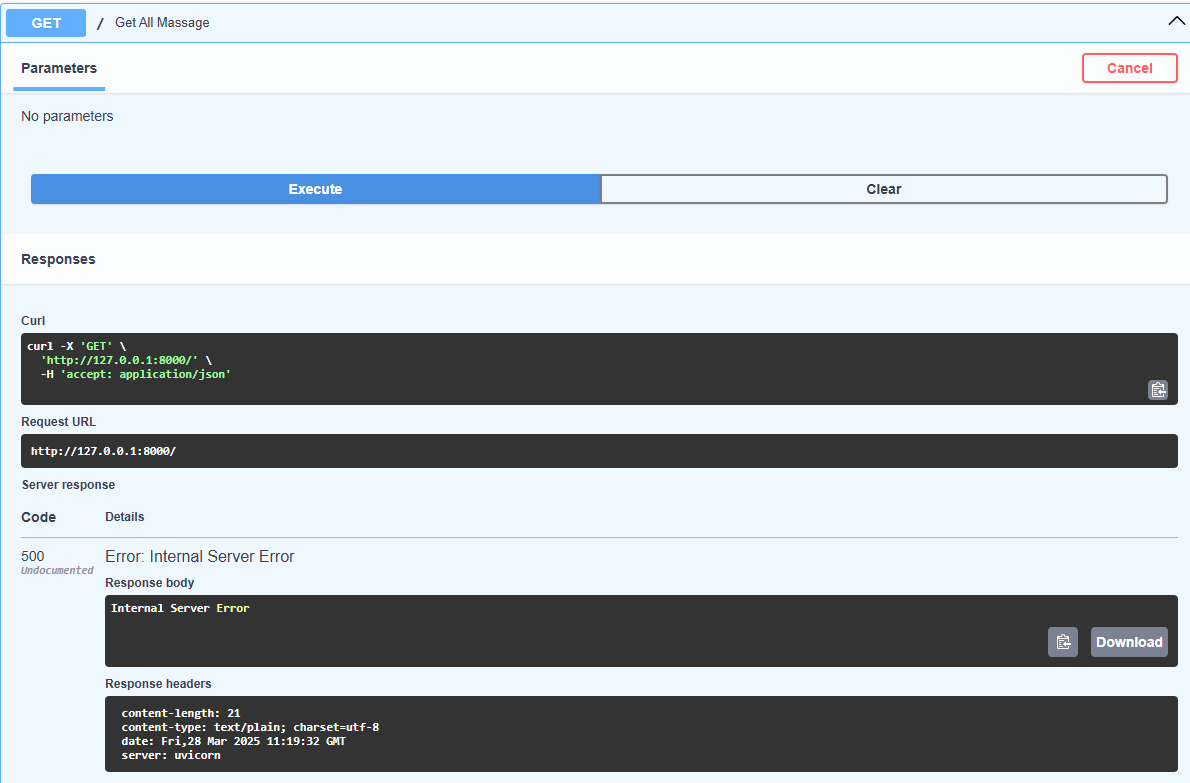 GET / Get All Massage
Parameters
Cancel
No parameters
Execute
Clear
Responses
Curl
curl -X 'GET' \
'http://127.0.0.1:8000/' \
-H 'accept: application/json'
Request URL
http://127.0.0.1:8000/
Server response
Code Details
500 Error: Internal Server Error
Undocumented
Response body
Internal Server Error
Download
Response headers
content-length: 21
content-type: text/plain; charset=utf-8
date: Fri,28 Mar 2025 11:19:32 GMT
server: uvicorn